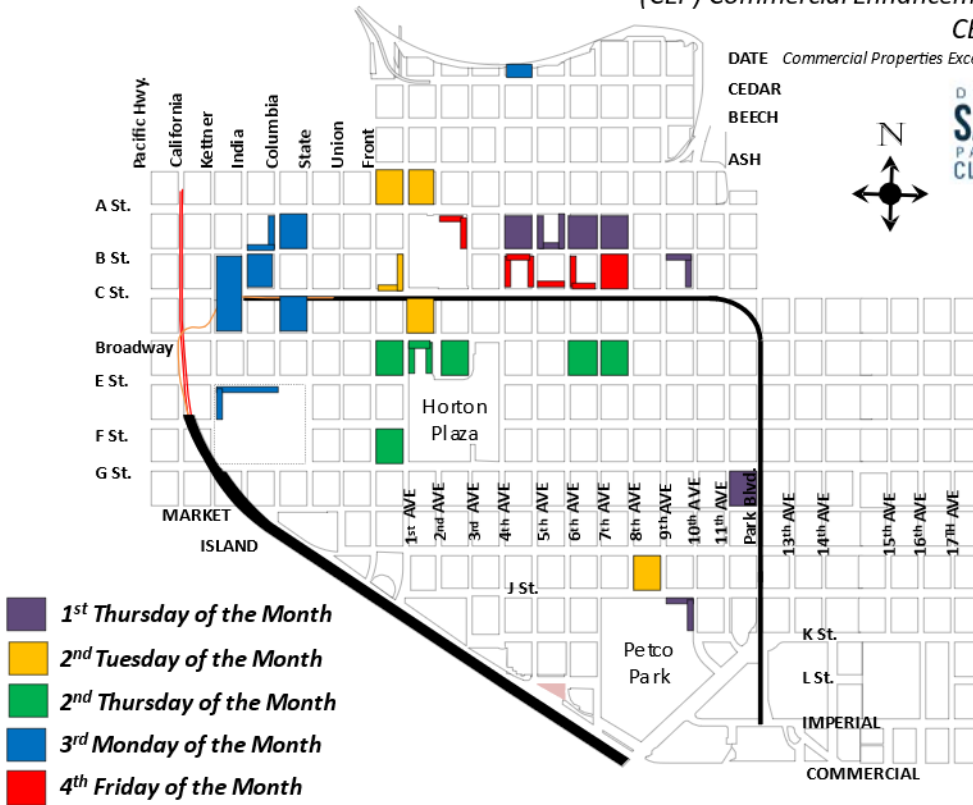 (CEP) Commercial Enhancem
CE
DATE Commercial Properties Exce
CEDAR
BEECH
ASH
D
S
PA
CL
N
Pacific Hwy.
California
Kettner
India
Columbia
State
Union
Front
A St.
B St.
C St.
Broadway
E St.
F St.
G St.
MARKET
ISLAND
J St.
K St.
L St.
IMPERIAL
COMMERCIAL
Horton
Plaza
1st AVE
2nd AVE
3rd AVE
4th AVE
5th AVE
6th AVE
7th AVE
8th AVE
9th AVE
10th AVE
11th AVE
Park Blvd.
13th AVE
14th AVE
15th AVE
16th AVE
17TH AVE
Petco
Park
1st Thursday of the Month
2nd Tuesday of the Month
2nd Thursday of the Month
3rd Monday of the Month
4th Friday of the Month